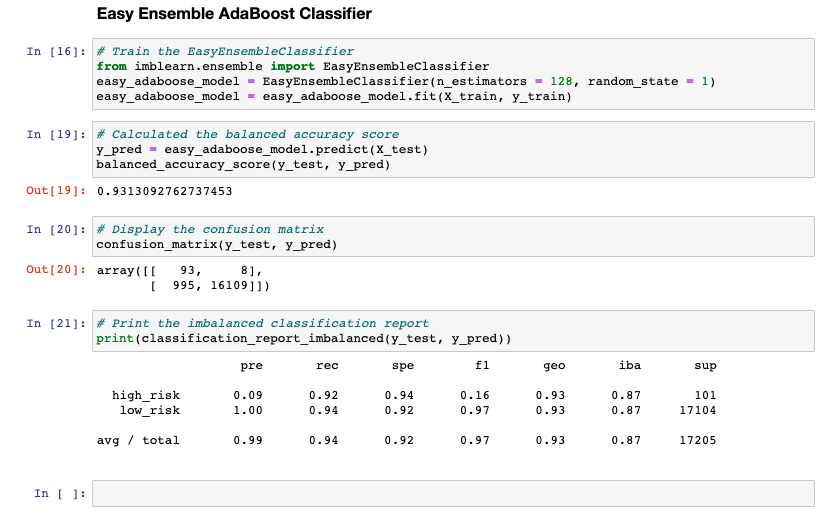 Easy Ensemble AdaBoost Classifier
In [16]: # Train the EasyEnsembleClassifier
from imblearn.ensemble import EasyEnsembleClassifier
easy_adaboose_model = EasyEnsembleClassifier(n_estimators = 128, random_state = 1)
easy_adaboose_model = easy_adaboose_model.fit(X_train, y_train)
In [19]: # Calculated the balanced accuracy score
y_pred = easy_adaboose_model.predict(X_test)
balanced_accuracy_score(y_test, y_pred)
Out[19]: 0.9313092762737453
In [20]: # Display the confusion matrix
confusion_matrix(y_test, y_pred)
Out[20]: array([[   93,     8],
       [  995, 16109]])
In [21]: # Print the imbalanced classification report
print(classification_report_imbalanced(y_test, y_pred))
pre rec spe f1 geo iba sup
high_risk 0.09 0.92 0.94 0.16 0.93 0.87 101
low_risk 1.00 0.94 0.92 0.97 0.93 0.87 17104
avg / total 0.99 0.94 0.92 0.97 0.93 0.87 17205
In [ ]: